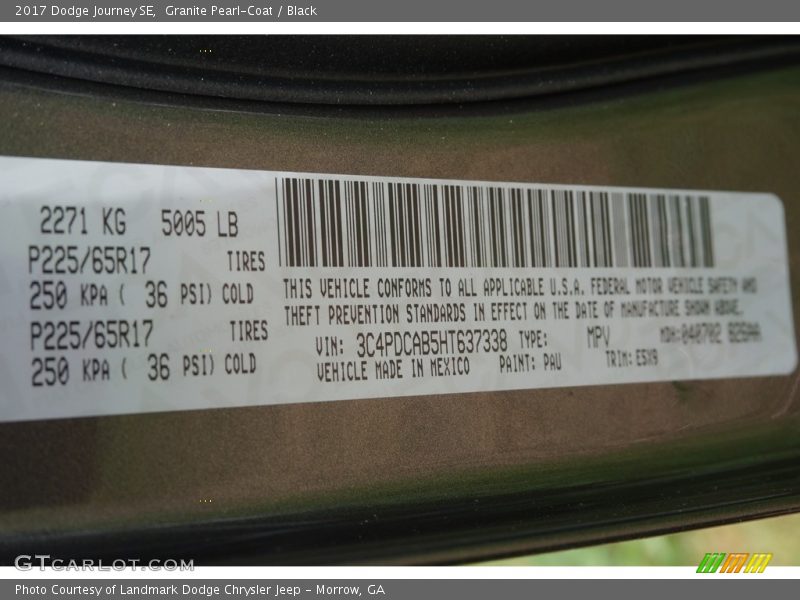 2017 Dodge Journey SE,  Granite Pearl-Coat / Black
2271 KG 5005 LB
P225/65R17 TIRES
250 KPA ( 36 PSI) COLD
P225/65R17 TIRES
250 KPA ( 36 PSI) COLD
THIS VEHICLE CONFORMS TO ALL APPLICABLE U.S.A. FEDERAL MOTOR VEHICLE SAFETY AND
THEFT PREVENTION STANDARDS IN EFFECT ON THE DATE OF MANUFACTURE SHOWN ABOVE.
VIN: 3C4PDCAB5HT637338 TYPE: MPV MDH: 040702
VEHICLE MADE IN MEXICO PAINT: PAU TRIM: E5X9
GTCARLOT.COM
Photo Courtesy of Landmark Dodge Chrysler Jeep - Morrow, GA